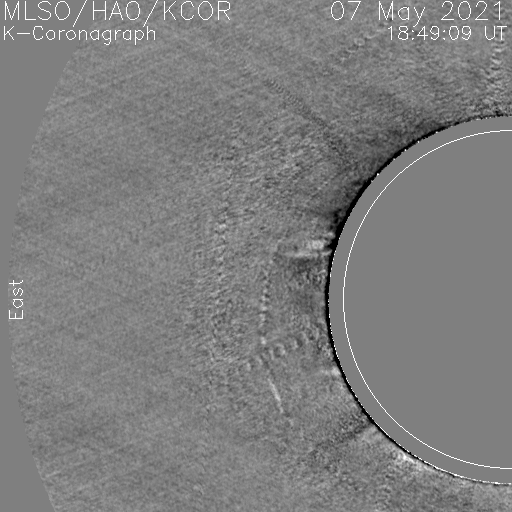 MLSO/HAO/KCOR
07 May 2021
K-Coronagraph
18:49:09 UT
East